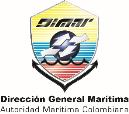 Dimar
Dirección General Marítima
Autoridad Marítima Colombiana